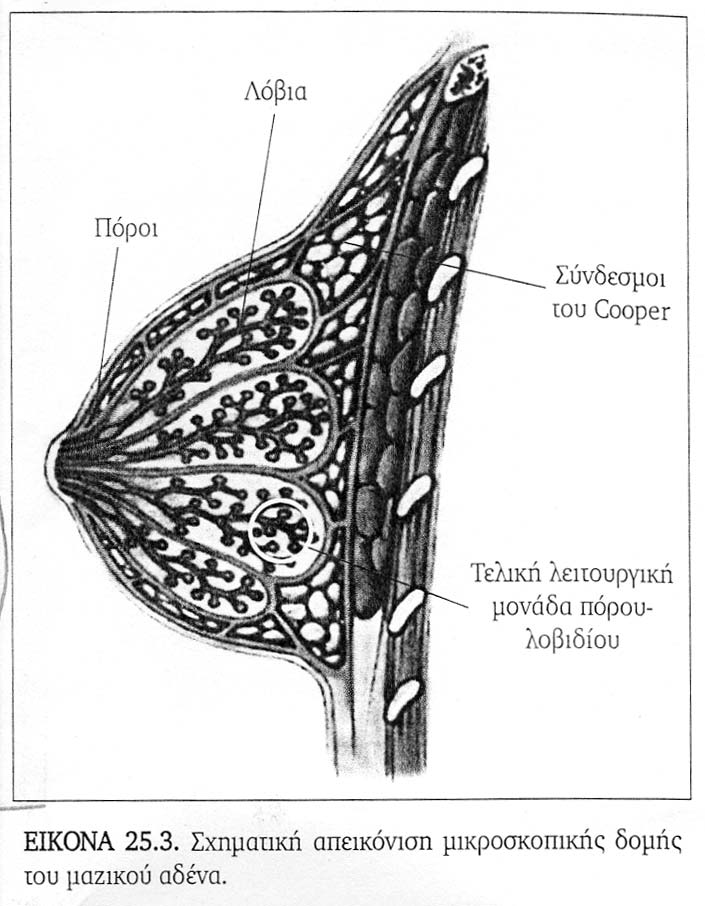 Λόβια
Πόροι
Σύνδεσμοι
του Cooper
Τελική λειτουργική
μονάδα πόρου-
λοβιδίου
ΕΙΚΟΝΑ 25.3. Σχηματική απεικόνιση μικροσκοπικής δομής
του μαζικού αδένα.